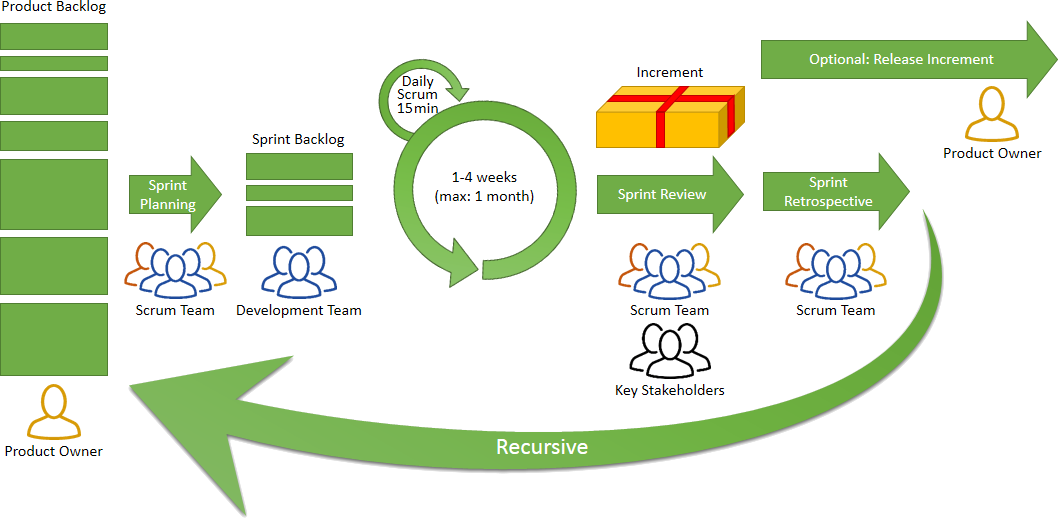 Product Backlog
Product Owner
Sprint
Planning
Scrum Team
Sprint Backlog
Development Team
Daily
Scrum
15min
1-4 weeks
(max: 1 month)
Increment
Sprint Review
Scrum Team
Key Stakeholders
Sprint
Retrospective
Scrum Team
Optional: Release Increment
Product Owner
Recursive